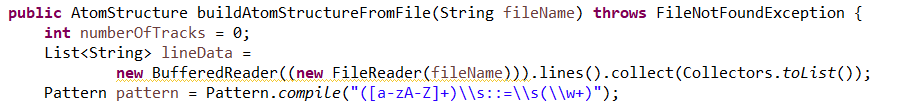 public AtomStructure buildAtomStructureFromFile(String fileName) throws FileNotFoundException {
int numberOfTracks = 0;
List<String> lineData =
new BufferedReader((new FileReader(fileName))).lines().collect(Collectors.toList());
Pattern pattern = Pattern.compile("([a-zA-Z]+)\\s::=\\s(\\w+)");